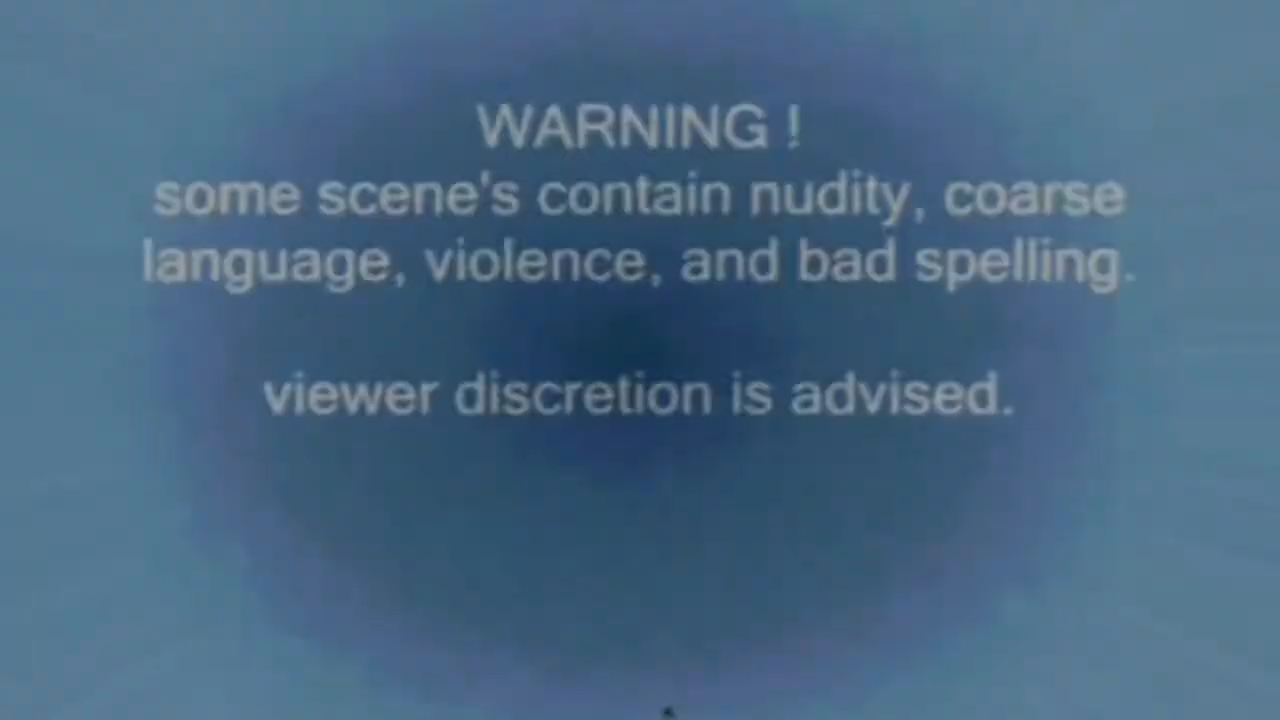 WARNING !
some scene's contain nudity, coarse
language, violence, and bad spelling.
viewer discretion is advised.